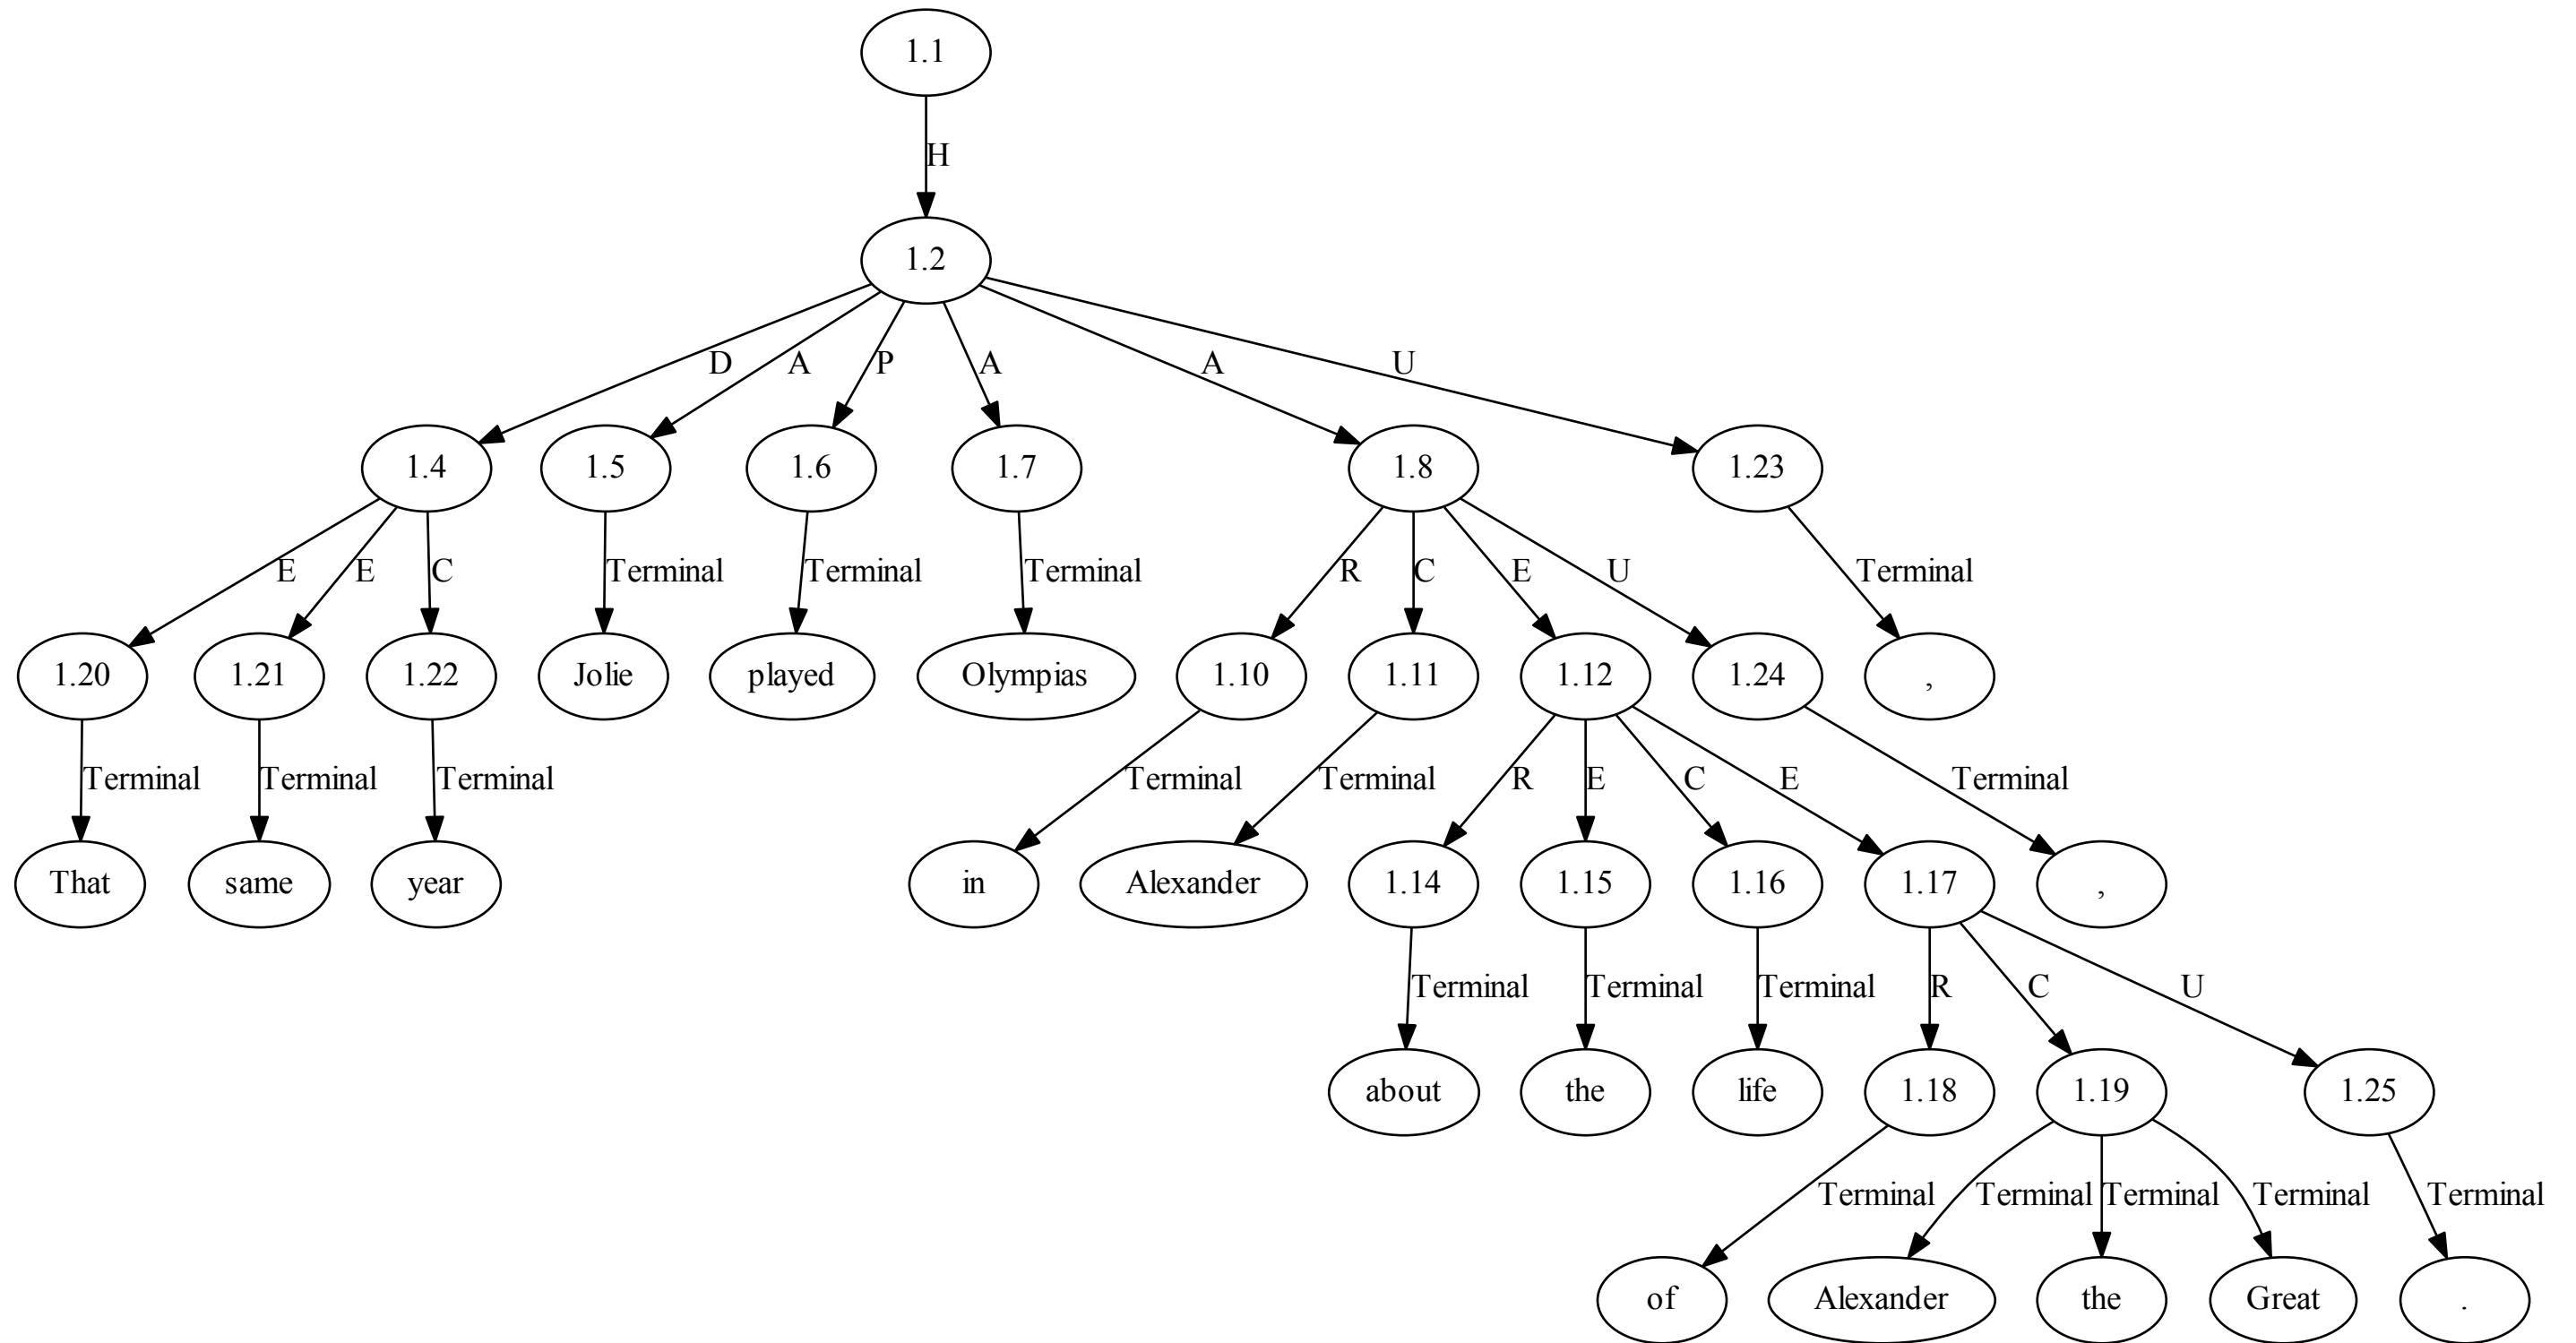 1.1
H
1.2
D A P A A U
1.4 1.5 1.6 1.7 1.8 1.23
E E C Terminal Terminal Terminal R C E U Terminal
1.20 1.21 1.22 Jolie played Olympias 1.10 1.11 1.12 1.24 ,
Terminal Terminal Terminal Terminal Terminal R E C E Terminal
That same year in Alexander 1.14 1.15 1.16 1.17 ,
Terminal Terminal Terminal R C U
about the life 1.18 1.19 1.25
Terminal Terminal Terminal Terminal Terminal
of Alexander the Great .